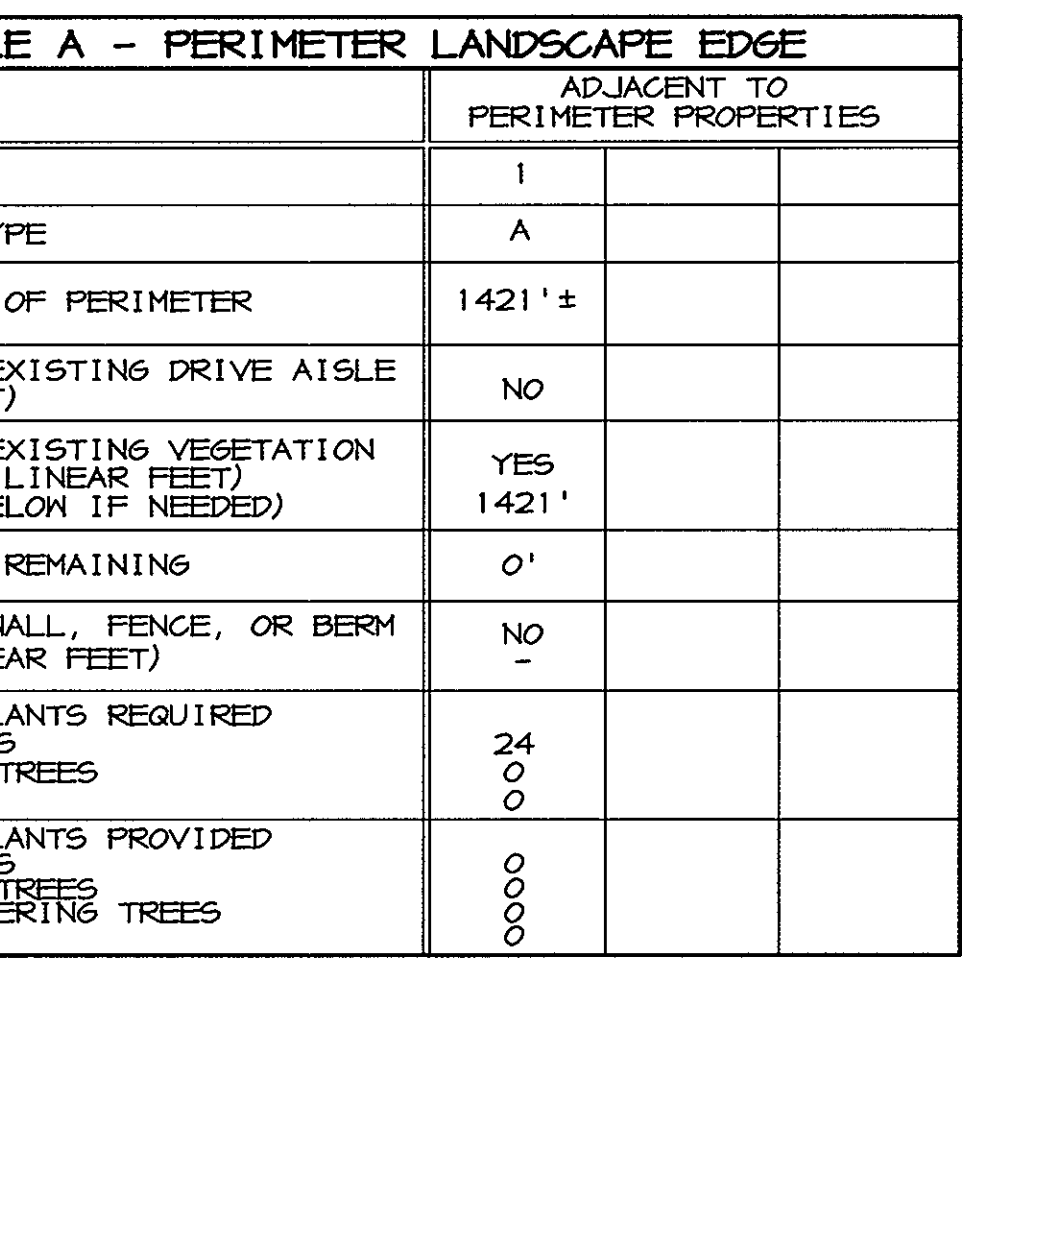 LE A - PERIMETER LANDSCAPE EDGE
ADJACENT TO
PERIMETER PROPERTIES
1
YPE A
OF PERIMETER 1421'±
EXISTING DRIVE AISLE
T) NO
EXISTING VEGETATION
LINEAR FEET) YES
ELOW IF NEEDED) 1421'
REMAINING 0'
WALL, FENCE, OR BERM NO
EAR FEET) -
LANTS REQUIRED
S 24
TREES 0
0
LANTS PROVIDED
S 0
TREES 0
ERING TREES 0
0